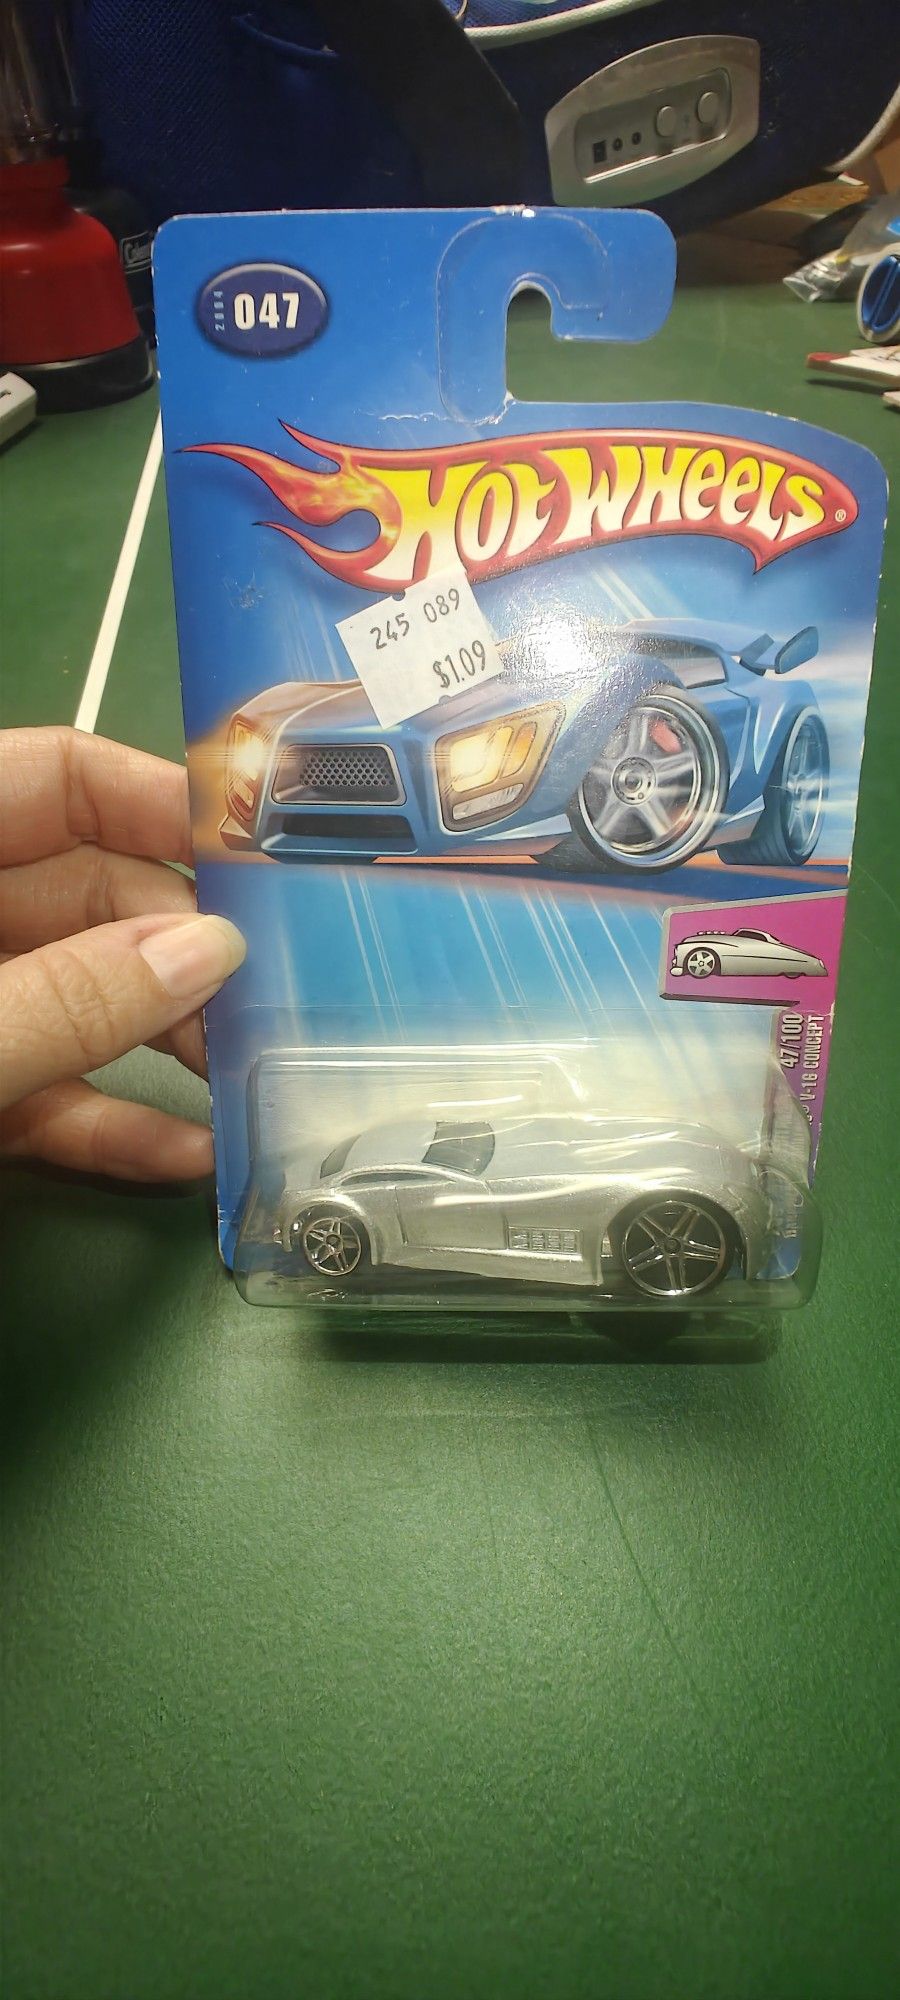 2004
047
HOT WHEELS®
245 089
$1.09
47/100
V-16 CONCEPT